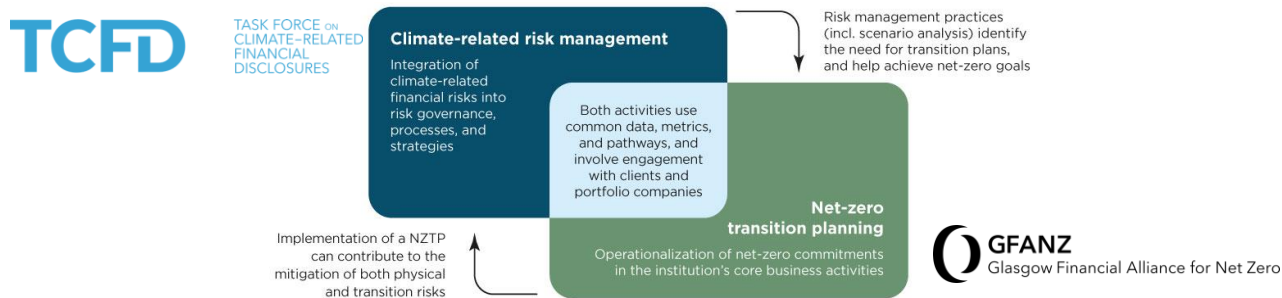 TCFD
TASK FORCE ON
CLIMATE–RELATED
FINANCIAL
DISCLOSURES
Climate-related risk management
Integration of
climate-related
financial risks into
risk governance,
processes, and
strategies
Risk management practices
(incl. scenario analysis) identify
the need for transition plans,
and help achieve net-zero goals
Both activities use
common data, metrics,
and pathways, and
involve engagement
with clients and
portfolio companies
Net-zero
transition planning
Operationalization of net-zero commitments
in the institution's core business activities
Implementation of a NZTP
can contribute to the
mitigation of both physical
and transition risks
GFANZ
Glasgow Financial Alliance for Net Zero